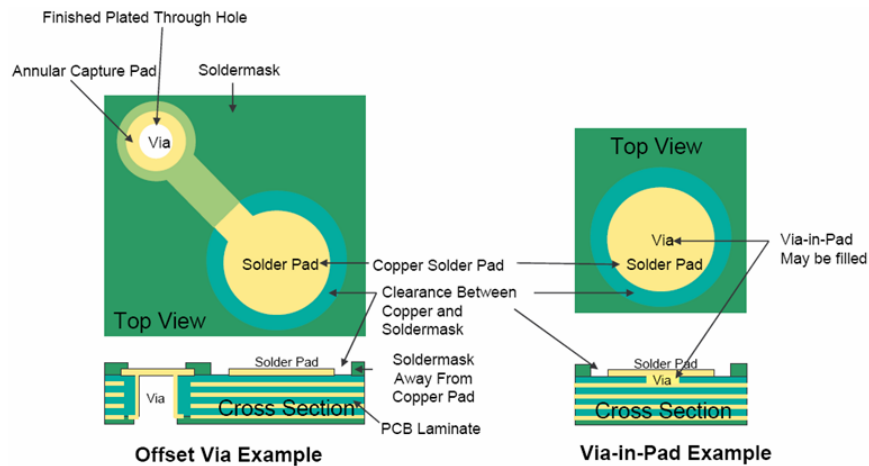 Finished Plated Through Hole
Annular Capture Pad
Soldermask
Via
Solder Pad
Top View
Copper Solder Pad
Clearance Between
Copper and
Soldermask
Top View
Via
Solder Pad
Via-in-Pad
May be filled
Solder Pad
Via
Cross Section
Soldermask
Away From
Copper Pad
PCB Laminate
Solder Pad
Via
Cross Section
Offset Via Example
Via-in-Pad Example